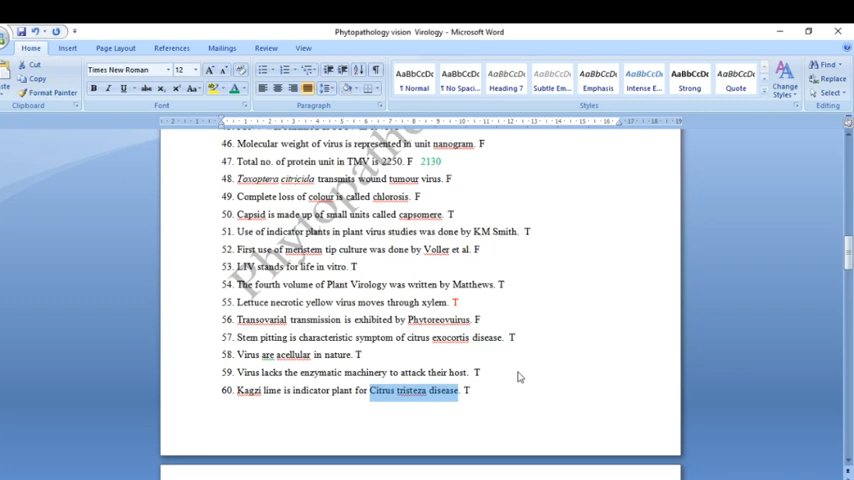 Phytopathology vision Virology - Microsoft Word
Home Insert Page Layout References Mailings Review View
Cut
Copy
Format Painter
Clipboard
Times New Roman 12
Font
Paragraph
AaBbCcDc AaBbCcDc AaBbCcDc AaBbCcDc AaBbCcDc AaBbCcDc AaBbCcDc AaBbCcDc
¶ Normal ¶ No Spaci... Heading 7 Subtle Em... Emphasis Intense E... Strong Quote
Change Styles
Styles
Find
Replace
Select
Editing
46. Molecular weight of virus is represented in unit nanogram. F
47. Total no. of protein unit in TMV is 2250. F 2130
48. Toxoptera citricida transmits wound tumour virus. F
49. Complete loss of colour is called chlorosis. F
50. Capsid is made up of small units called capsomere. T
51. Use of indicator plants in plant virus studies was done by KM Smith. T
52. First use of meristem tip culture was done by Voller et al. F
53. LIV stands for life in vitro. T
54. The fourth volume of Plant Virology was written by Matthews. T
55. Lettuce necrotic yellow virus moves through xylem. T
56. Transovarial transmission is exhibited by Phytoreovuirus. F
57. Stem pitting is characteristic symptom of citrus exocortis disease. T
58. Virus are acellular in nature. T
59. Virus lacks the enzymatic machinery to attack their host. T
60. Kagzi lime is indicator plant for Citrus tristeza disease. T